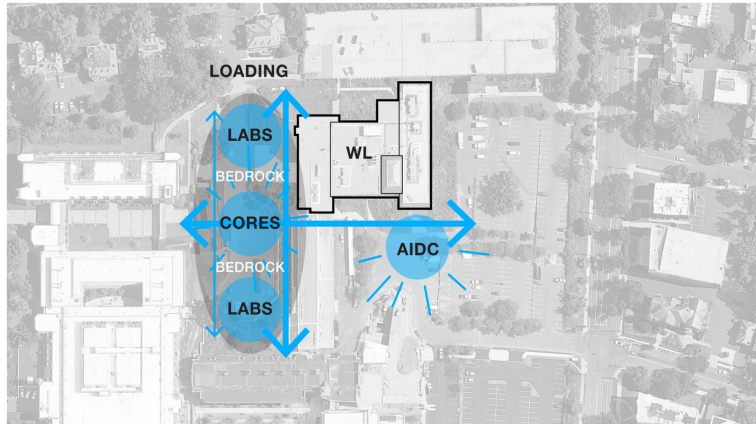 LOADING
LABS
BEDROCK
WL
CORES
AIDC
BEDROCK
LABS